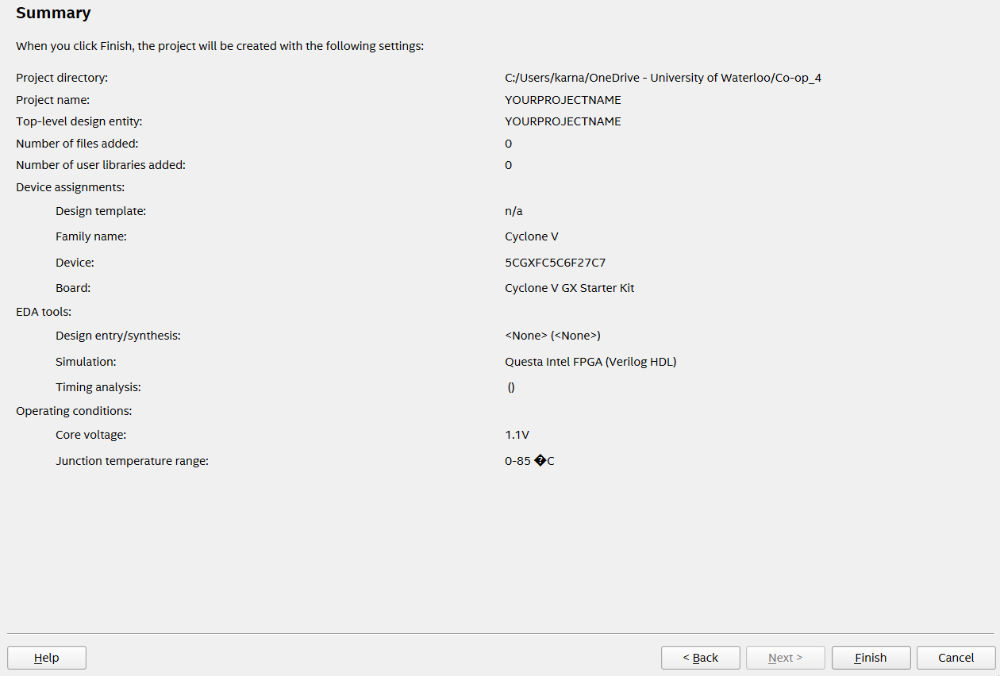 Summary
When you click Finish, the project will be created with the following settings:
Project directory: C:/Users/karna/OneDrive - University of Waterloo/Co-op_4
Project name: YOURPROJECTNAME
Top-level design entity: YOURPROJECTNAME
Number of files added: 0
Number of user libraries added: 0
Device assignments:
Design template: n/a
Family name: Cyclone V
Device: 5CGXFC5C6F27C7
Board: Cyclone V GX Starter Kit
EDA tools:
Design entry/synthesis: <None> (<None>)
Simulation: Questa Intel FPGA (Verilog HDL)
Timing analysis: ()
Operating conditions:
Core voltage: 1.1V
Junction temperature range: 0-85 �C
Help < Back Next > Finish Cancel